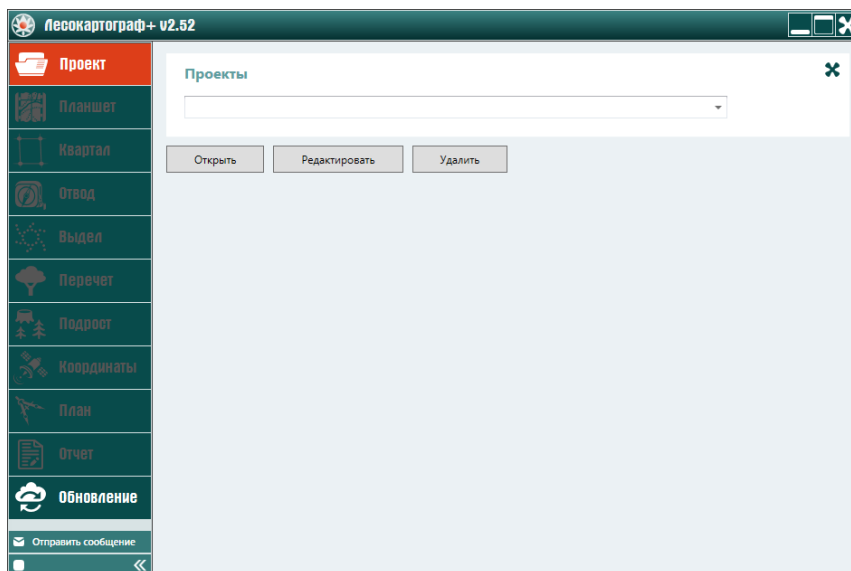 Лесокартограф+ v2.52
Проект
Планшет
Квартал
Отвод
Выдел
Перечет
Подрост
Координаты
План
Отчет
Обновление
Отправить сообщение
Проекты
Открыть Редактировать Удалить